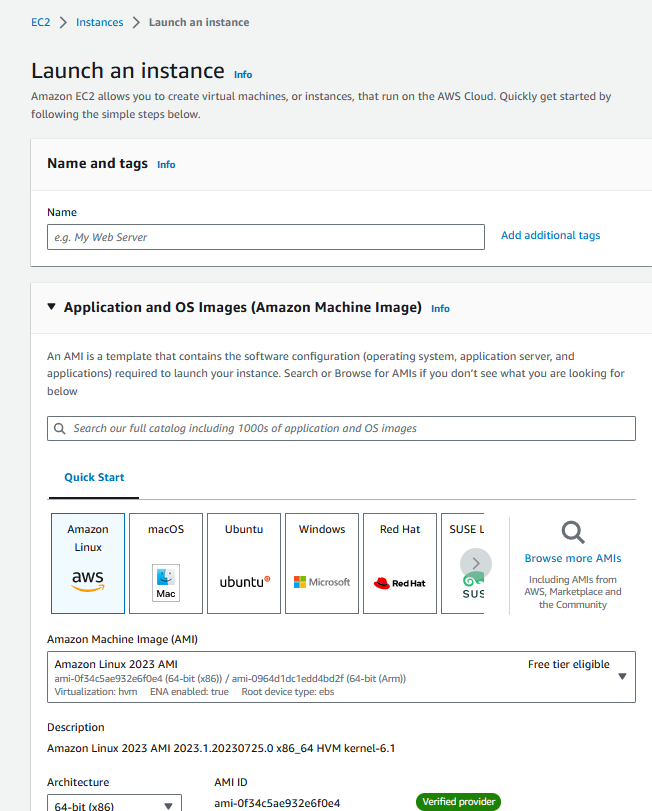 EC2 > Instances > Launch an instance
Launch an instance Info
Amazon EC2 allows you to create virtual machines, or instances, that run on the AWS Cloud. Quickly get started by
following the simple steps below.
Name and tags Info
Name
e.g. My Web Server
Add additional tags
Application and OS Images (Amazon Machine Image) Info
An AMI is a template that contains the software configuration (operating system, application server, and
applications) required to launch your instance. Search or Browse for AMIs if you don't see what you are looking for
below
Search our full catalog including 1000s of application and OS images
Quick Start
Amazon
Linux
aws
macOS
Mac
Ubuntu
ubuntu
Windows
Microsoft
Red Hat
Red Hat
SUSE L
SUS
Browse more AMIs
Including AMIs from
AWS, Marketplace and
the Community
Amazon Machine Image (AMI)
Amazon Linux 2023 AMI
Free tier eligible
ami-0f34c5ae932e6f0e4 (64-bit (x86)) / ami-0964d1dc1edd4bd2f (64-bit (Arm))
Virtualization: hvm ENA enabled: true Root device type: ebs
Description
Amazon Linux 2023 AMI 2023.1.20230725.0 x86_64 HVM kernel-6.1
Architecture
AMI ID
64-bit (x86)
ami-0f34c5ae932e6f0e4
Verified provider